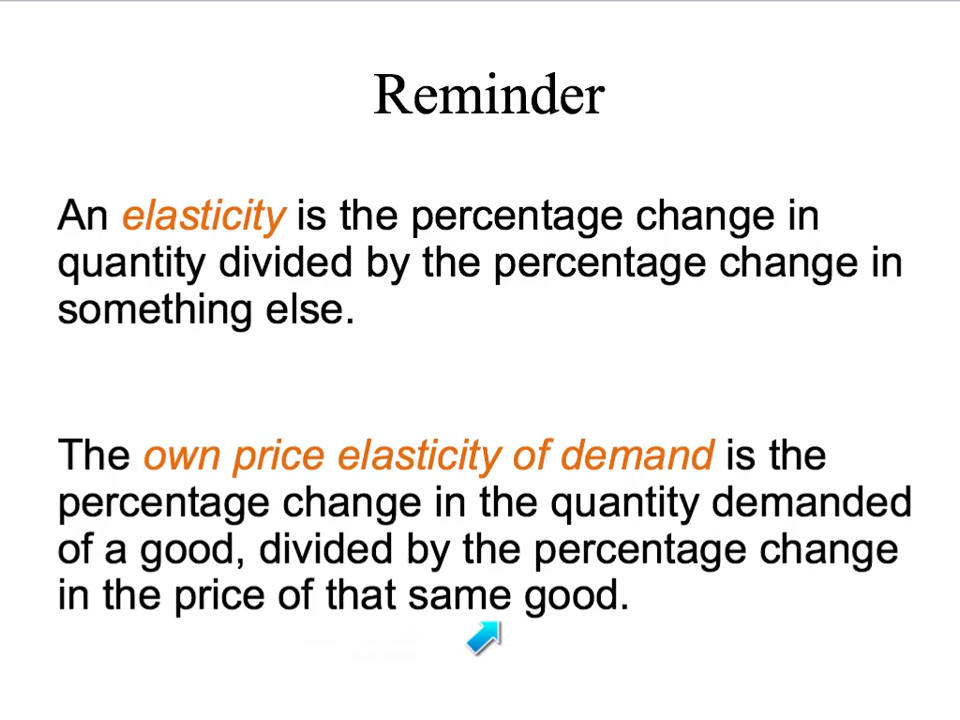 Reminder
An elasticity is the percentage change in
quantity divided by the percentage change in
something else.
The own price elasticity of demand is the
percentage change in the quantity demanded
of a good, divided by the percentage change
in the price of that same good.